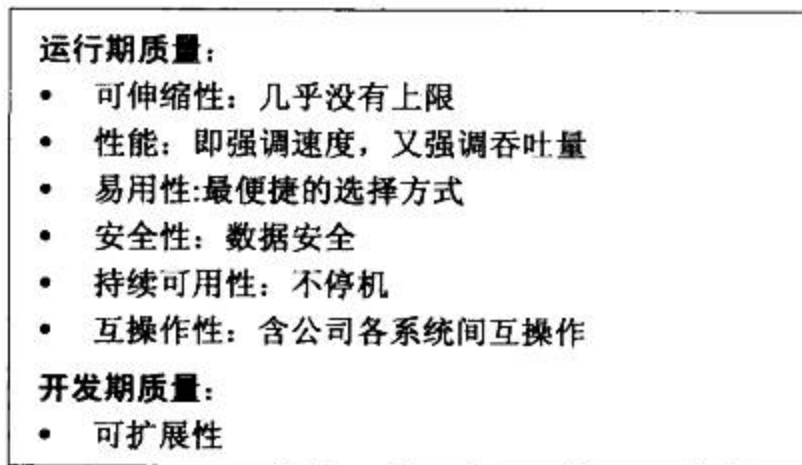 运行期质量：
• 可伸缩性：几乎没有上限
• 性能：即强调速度，又强调吞吐量
• 易用性:最便捷的选择方式
• 安全性：数据安全
• 持续可用性：不停机
• 互操作性：含公司各系统间互操作
开发期质量：
• 可扩展性